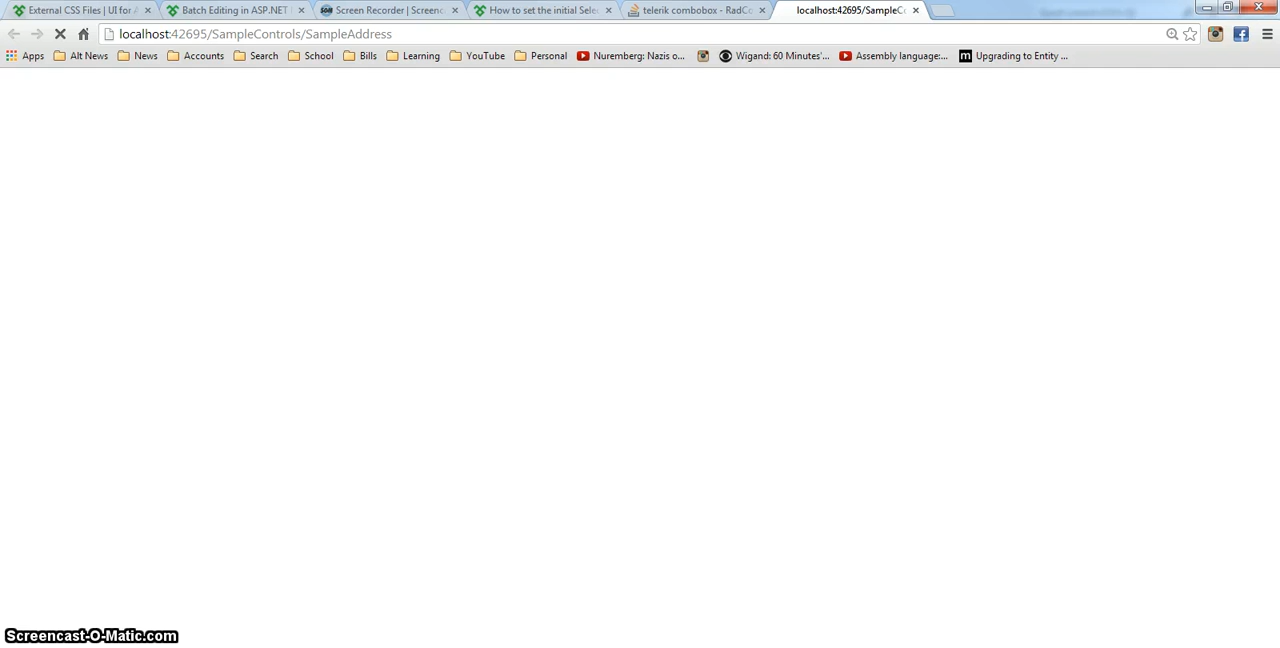 External CSS Files | UI for A
Batch Editing in ASP.NET
Screen Recorder | Screenc
How to set the initial Selec
telerik combobox - RadCo
localhost:42695/SampleCo
localhost:42695/SampleControls/SampleAddress
Apps Alt News News Accounts Search School Bills Learning YouTube Personal Nuremberg: Nazis o... Wigand: 60 Minutes'... Assembly language:... Upgrading to Entity ...
Screencast-O-Matic.com